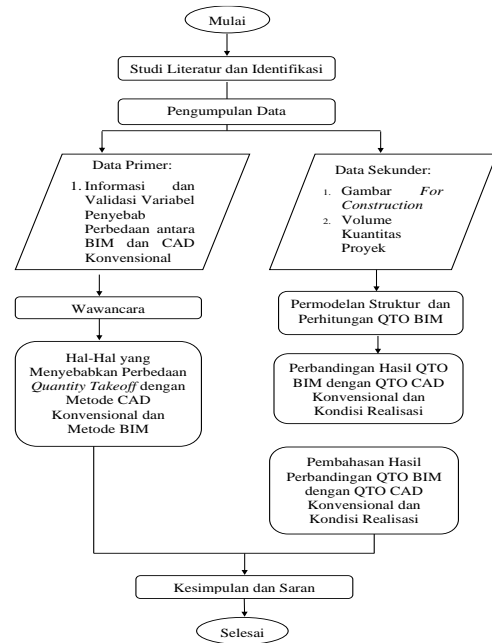 Mulai
Studi Literatur dan Identifikasi
Pengumpulan Data
Data Primer:
1. Informasi dan
Validasi Variabel
Penyebab
Perbedaan antara
BIM dan CAD
Konvensional
Data Sekunder:
1. Gambar For
Construction
2. Volume
Kuantitas
Proyek
Wawancara
Permodelan Struktur dan
Perhitungan QTO BIM
Hal-Hal yang
Menyebabkan Perbedaan
Quantity Takeoff dengan
Metode CAD
Konvensional dan
Metode BIM
Perbandingan Hasil QTO
BIM dengan QTO CAD
Konvensional dan
Kondisi Realisasi
Pembahasan Hasil
Perbandingan QTO BIM
dengan QTO CAD
Konvensional dan
Kondisi Realisasi
Kesimpulan dan Saran
Selesai